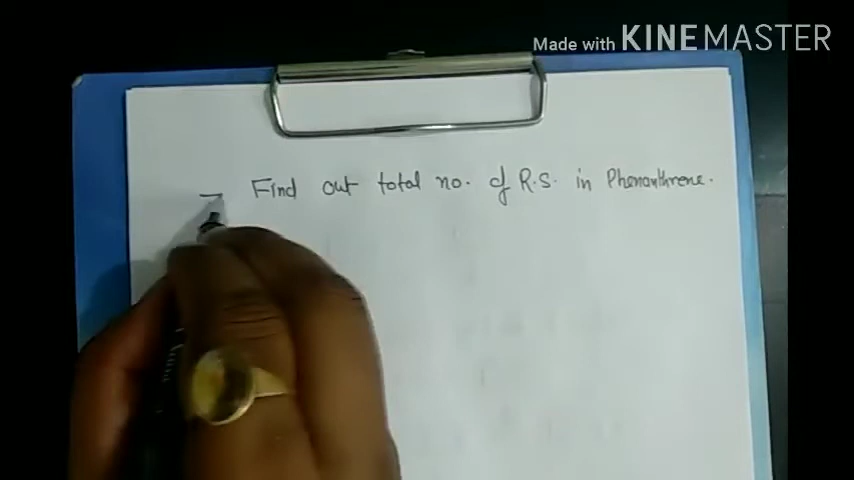 Made with KINEMASTER
- Find out total no. of R.S. in Phenanthrene.